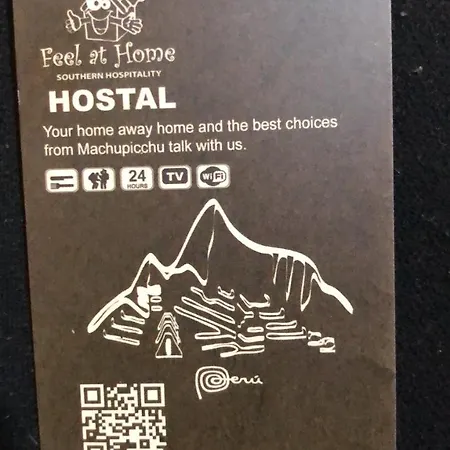 Feel at Home
SOUTHERN HOSPITALITY
HOSTAL
Your home away home and the best choices
from Machupicchu talk with us.
24
HOURS
TV
WiFi
Perú